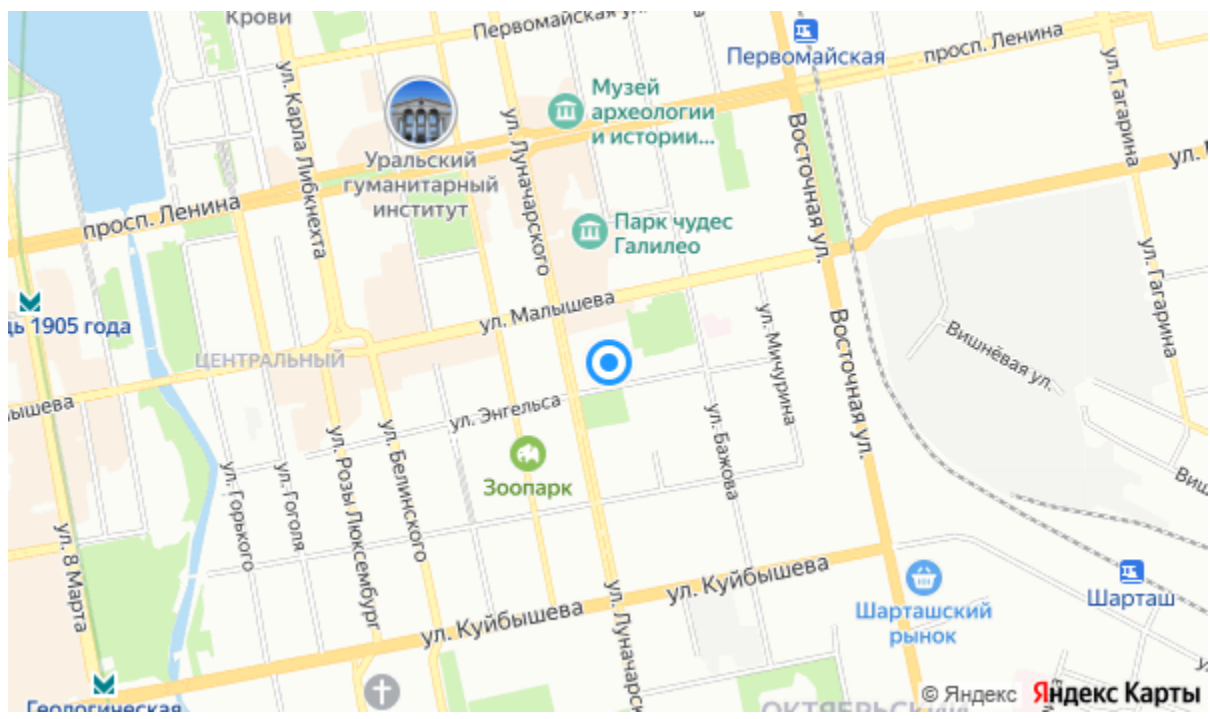 Крови
Первомайская ул.
Первомайская
просп. Ленина
ул. Карла Либкнехта
Музей
археологии
и истории...
ул. Гагарина
ул. Луначарского
Уральский
гуманитарный
институт
Восточная ул.
ул.
просп. Ленина
Парк чудес
Галилео
ул. Гагарина
ул. Малышева
1905 года
ЦЕНТРАЛЬНЫЙ
ул. Мичурина
Восточная ул.
Вишнёвая ул.
ул. Энгельса
ул. Бажова
ул. Белинского
ул. Розы Люксембург
Зоопарк
ул. Горького
ул. Гоголя
ул. 8 Марта
ул. Куйбышева
ул. Куйбышева
Шарташский
рынок
Шарташ
Геологическая
© Яндекс Яндекс Карты